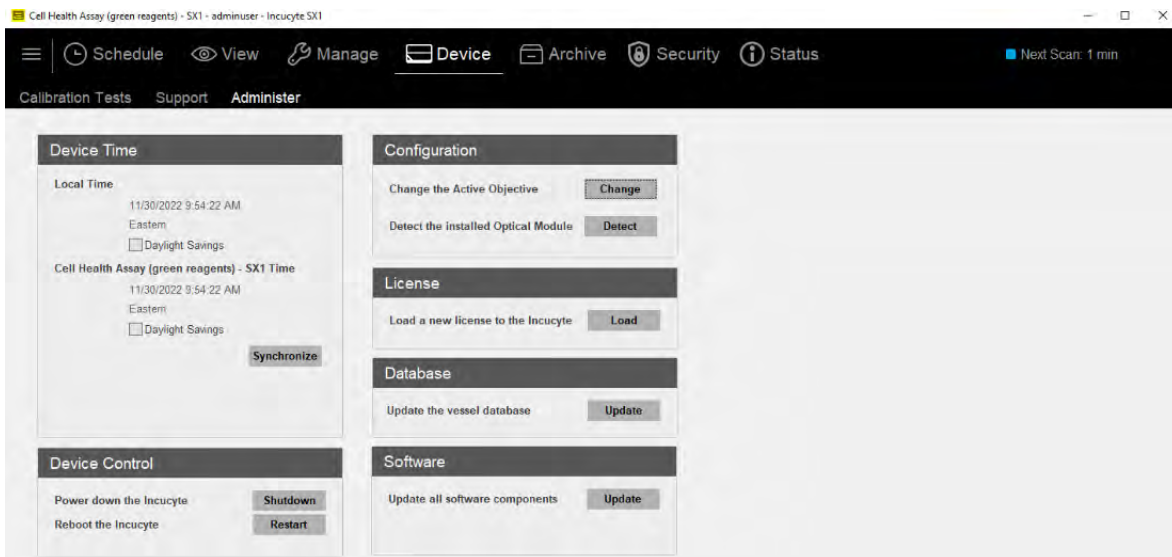 Cell Health Assay (green reagents) - SX1 - adminuser - Incucyte SX1
Schedule View Manage Device Archive Security Status Next Scan: 1 min
Calibration Tests Support Administer
Device Time
Local Time
11/30/2022 9:54:22 AM
Eastern
Daylight Savings
Cell Health Assay (green reagents) - SX1 Time
11/30/2022 9:54:22 AM
Eastern
Daylight Savings
Synchronize
Device Control
Power down the Incucyte Shutdown
Reboot the Incucyte Restart
Configuration
Change the Active Objective Change
Detect the installed Optical Module Detect
License
Load a new license to the Incucyte Load
Database
Update the vessel database Update
Software
Update all software components Update